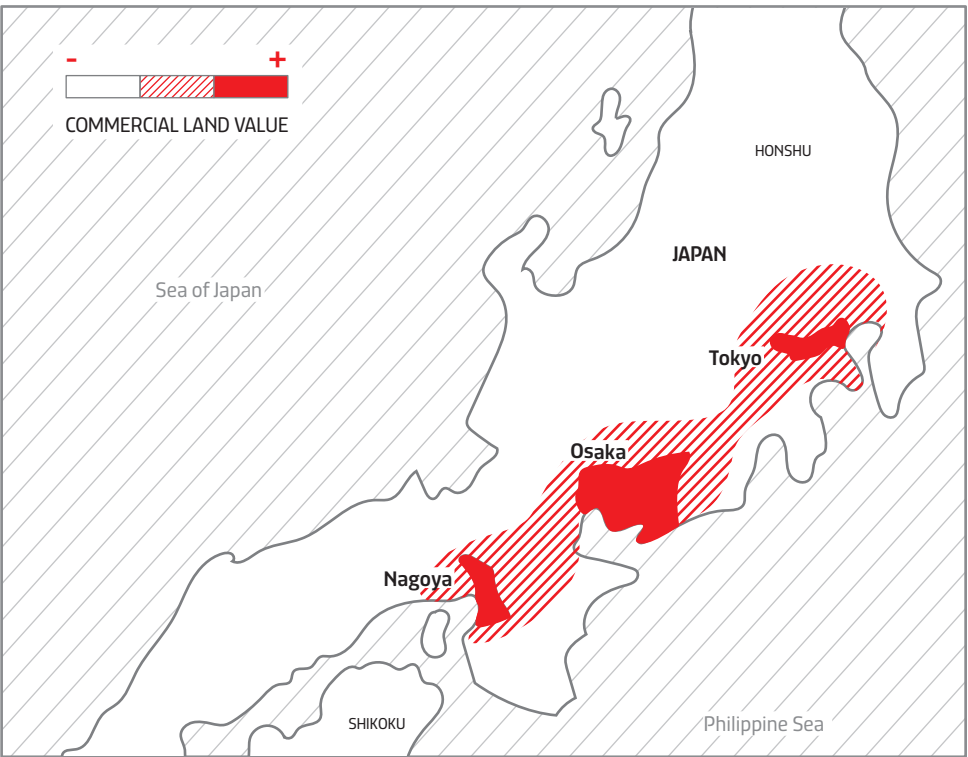 - +
COMMERCIAL LAND VALUE
HONSHU
JAPAN
Sea of Japan
Tokyo
Osaka
Nagoya
SHIKOKU
Philippine Sea